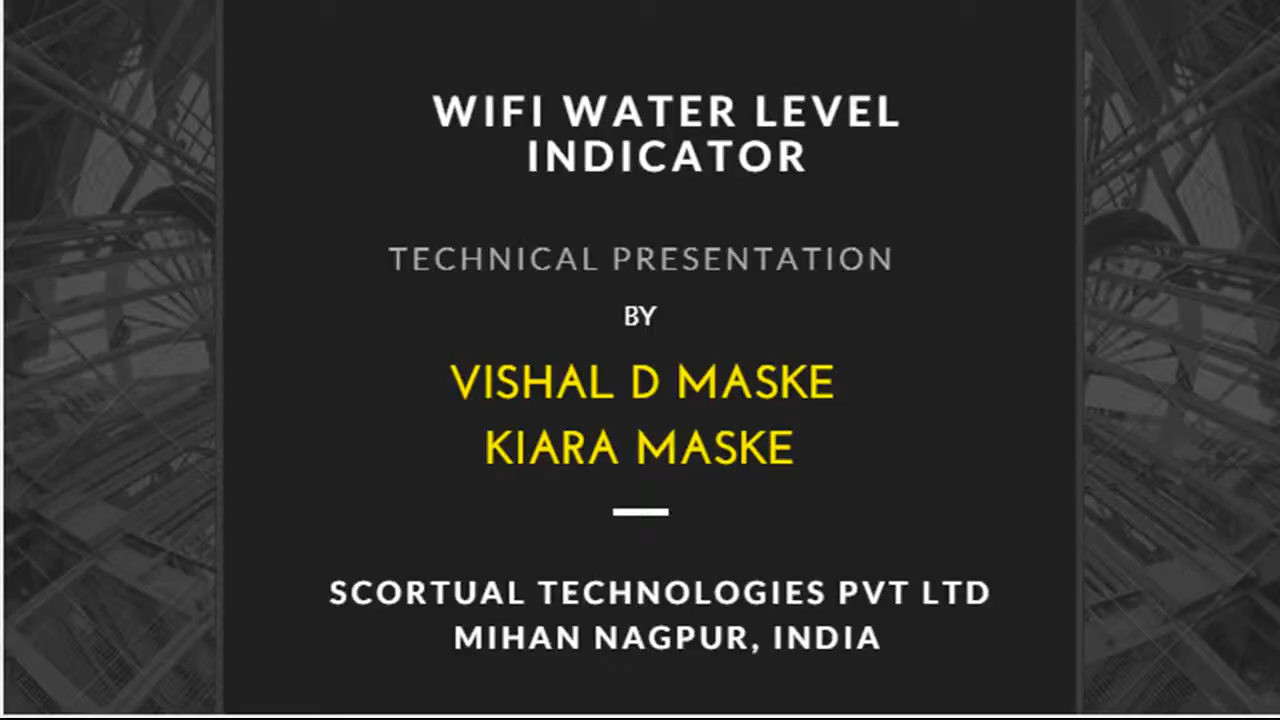 WIFI WATER LEVEL
INDICATOR
TECHNICAL PRESENTATION
BY
VISHAL D MASKE
KIARA MASKE
SCORTUAL TECHNOLOGIES PVT LTD
MIHAN NAGPUR, INDIA